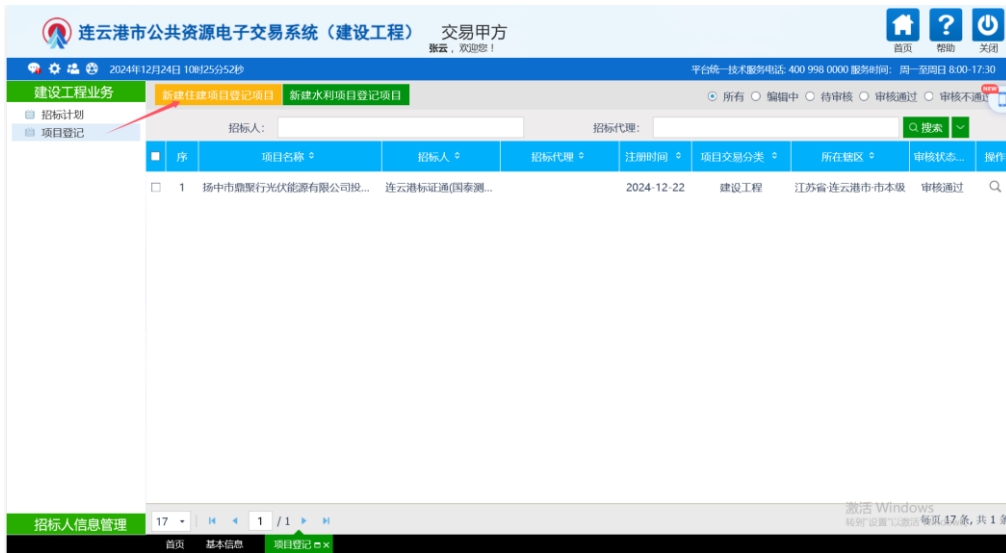 连云港市公共资源电子交易系统（建设工程） 交易甲方
张云，欢迎您！
首页 帮助 关闭
2024年12月24日 10时25分52秒 平台统一技术服务电话: 400 998 0000 服务时间: 周一至周日 8:00-17:30
建设工程业务 新建住建项目登记项目 新建水利项目登记项目 所有 编辑中 待审核 审核通过 审核不通过
NEW
招标计划
项目登记 招标人: 招标代理: 搜索
序 项目名称 招标人 招标代理 注册时间 项目交易分类 所在辖区 审核状态... 操作
1 扬中市鼎聚行光伏能源有限公司投... 连云港标证通(国泰测... 2024-12-22 建设工程 江苏省·连云港市·市本级 审核通过
激活 Windows
招标人信息管理 17 1 / 1 转到"设置"以激活 每页 17 条, 共 1
首页 基本信息 项目登记